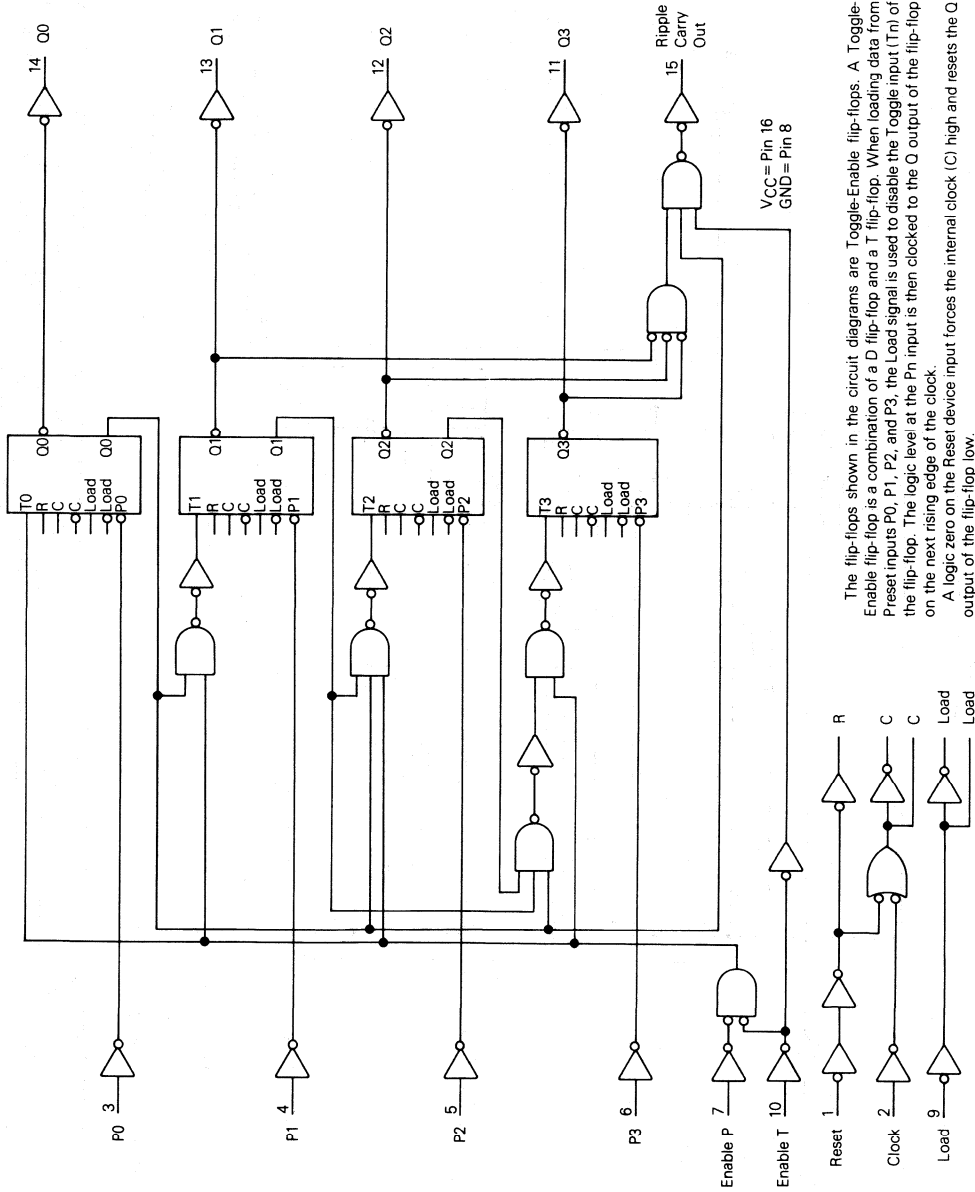 P0 3
P1 4
P2 5
P3 6
Enable P 7
Enable T 10
Reset 1
Clock 2
Load 9
R
C
C
Load
Load
T0
R
C
C
Load
Load
P0
Q0
Q0
T1
R
C
C
Load
Load
P1
Q1
Q1
T2
R
C
C
Load
Load
P2
Q2
Q2
T3
R
C
C
Load
Load
P3
Q3
14 Q0
13 Q1
12 Q2
11 Q3
15
Ripple
Carry
Out
VCC = Pin 16
GND = Pin 8
The flip-flops shown in the circuit diagrams are Toggle-Enable flip-flops. A Toggle-
Enable flip-flop is a combination of a D flip-flop and a T flip-flop. When loading data from
Preset inputs P0, P1, P2, and P3, the Load signal is used to disable the Toggle input (Tn) of
the flip-flop. The logic level at the Pn input is then clocked to the Q output of the flip-flop
on the next rising edge of the clock.
A logic zero on the Reset device input forces the internal clock (C) high and resets the Q
output of the flip-flop low.